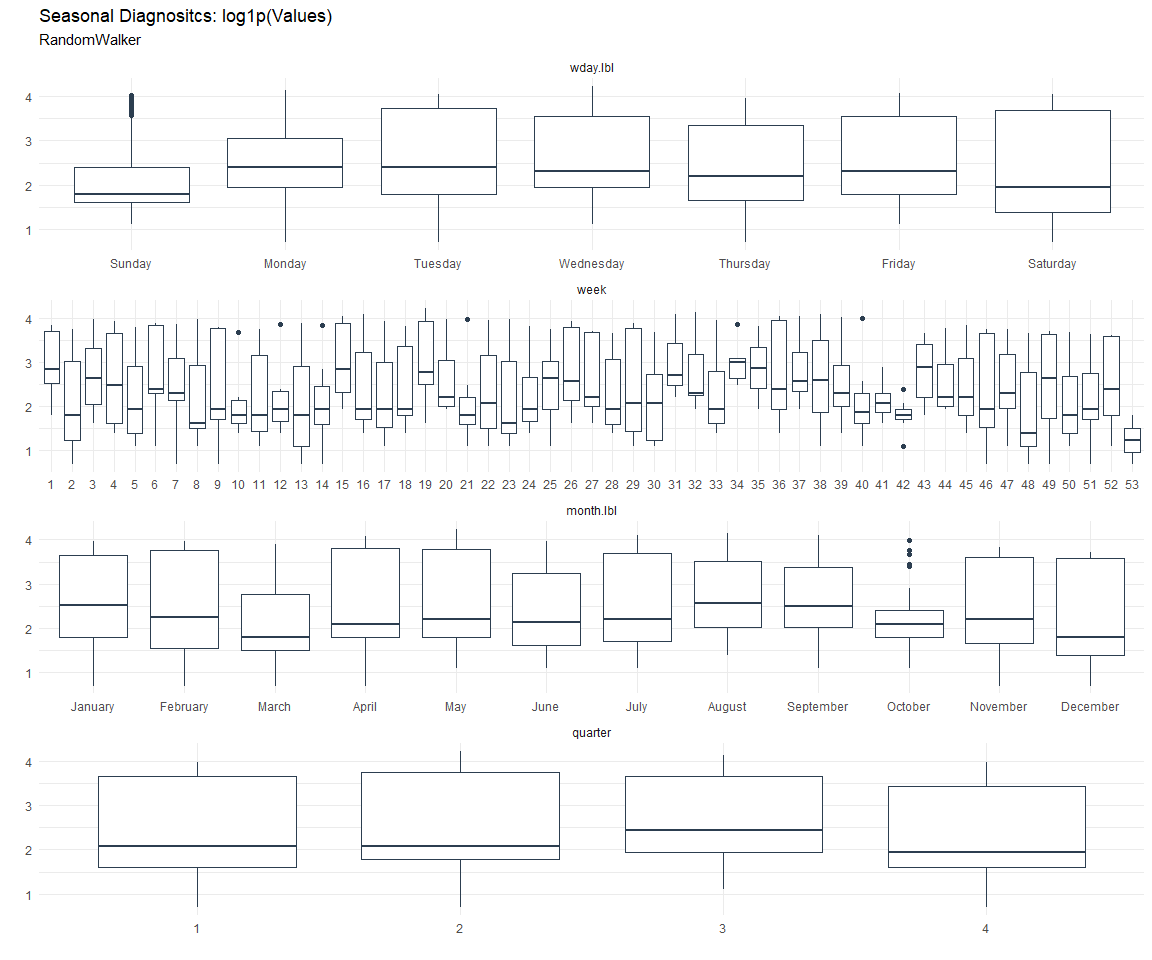 Seasonal Diagnositcs: log1p(Values)
RandomWalker
wday.lbl
4
3
2
1
Sunday Monday Tuesday Wednesday Thursday Friday Saturday
week
4
3
2
1
1 2 3 4 5 6 7 8 9 10 11 12 13 14 15 16 17 18 19 20 21 22 23 24 25 26 27 28 29 30 31 32 33 34 35 36 37 38 39 40 41 42 43 44 45 46 47 48 49 50 51 52 53
month.lbl
4
3
2
1
January February March April May June July August September October November December
quarter
4
3
2
1
1 2 3 4